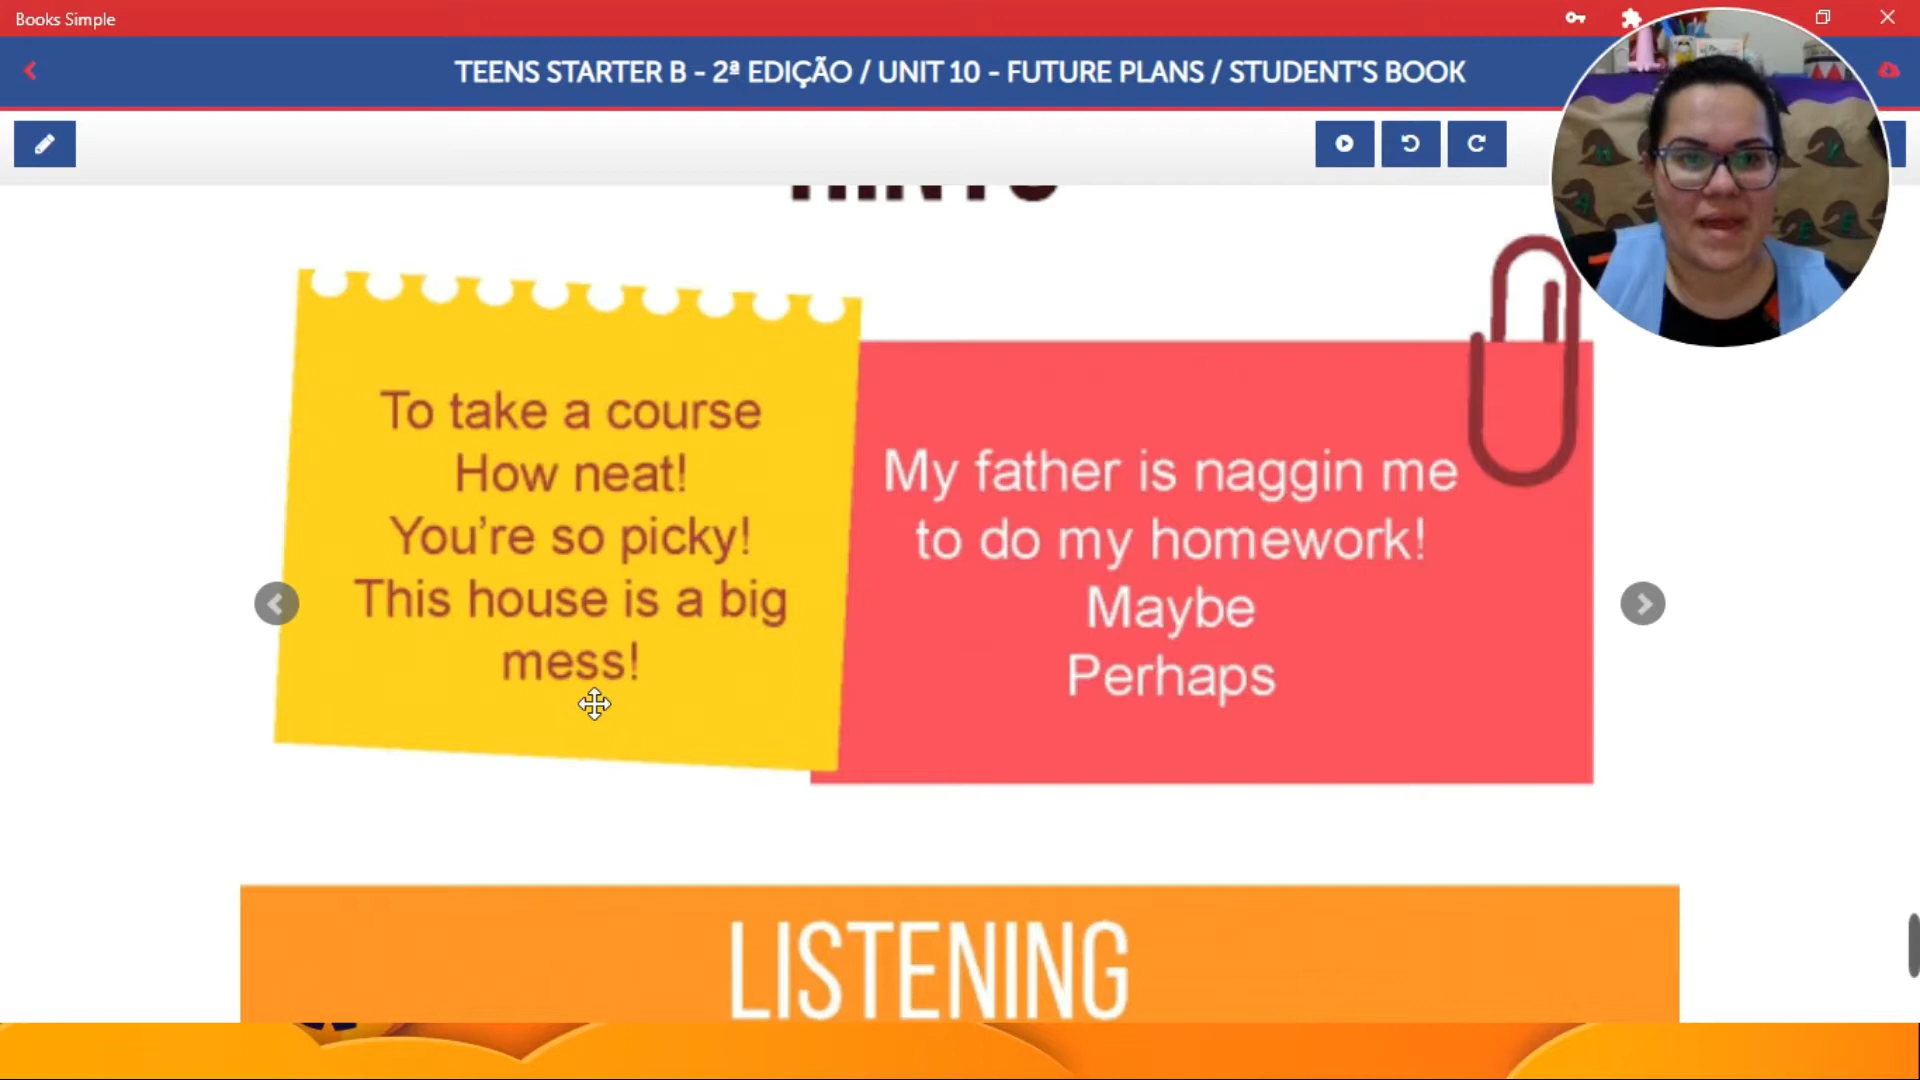 Books Simple
TEENS STARTER B - 2ª EDIÇÃO / UNIT 10 - FUTURE PLANS / STUDENT'S BOOK
To take a course
How neat!
You're so picky!
This house is a big
mess!
My father is naggin me
to do my homework!
Maybe
Perhaps
LISTENING